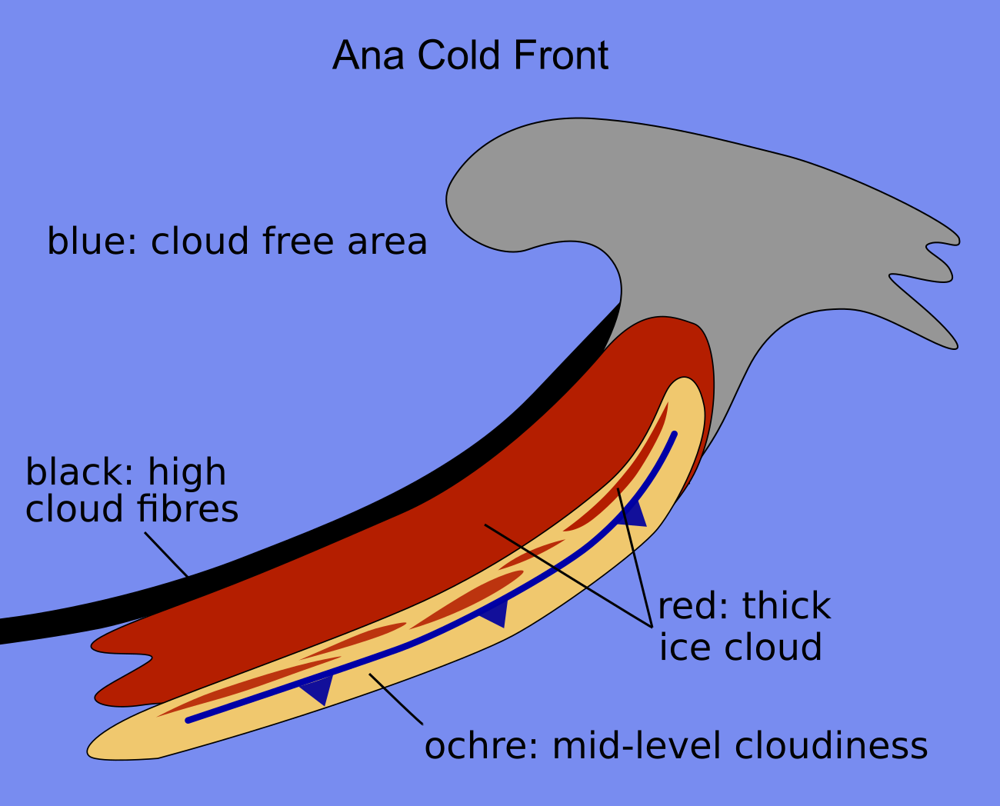 Ana Cold Front
blue: cloud free area
black: high
cloud fibres
red: thick
ice cloud
ochre: mid-level cloudiness